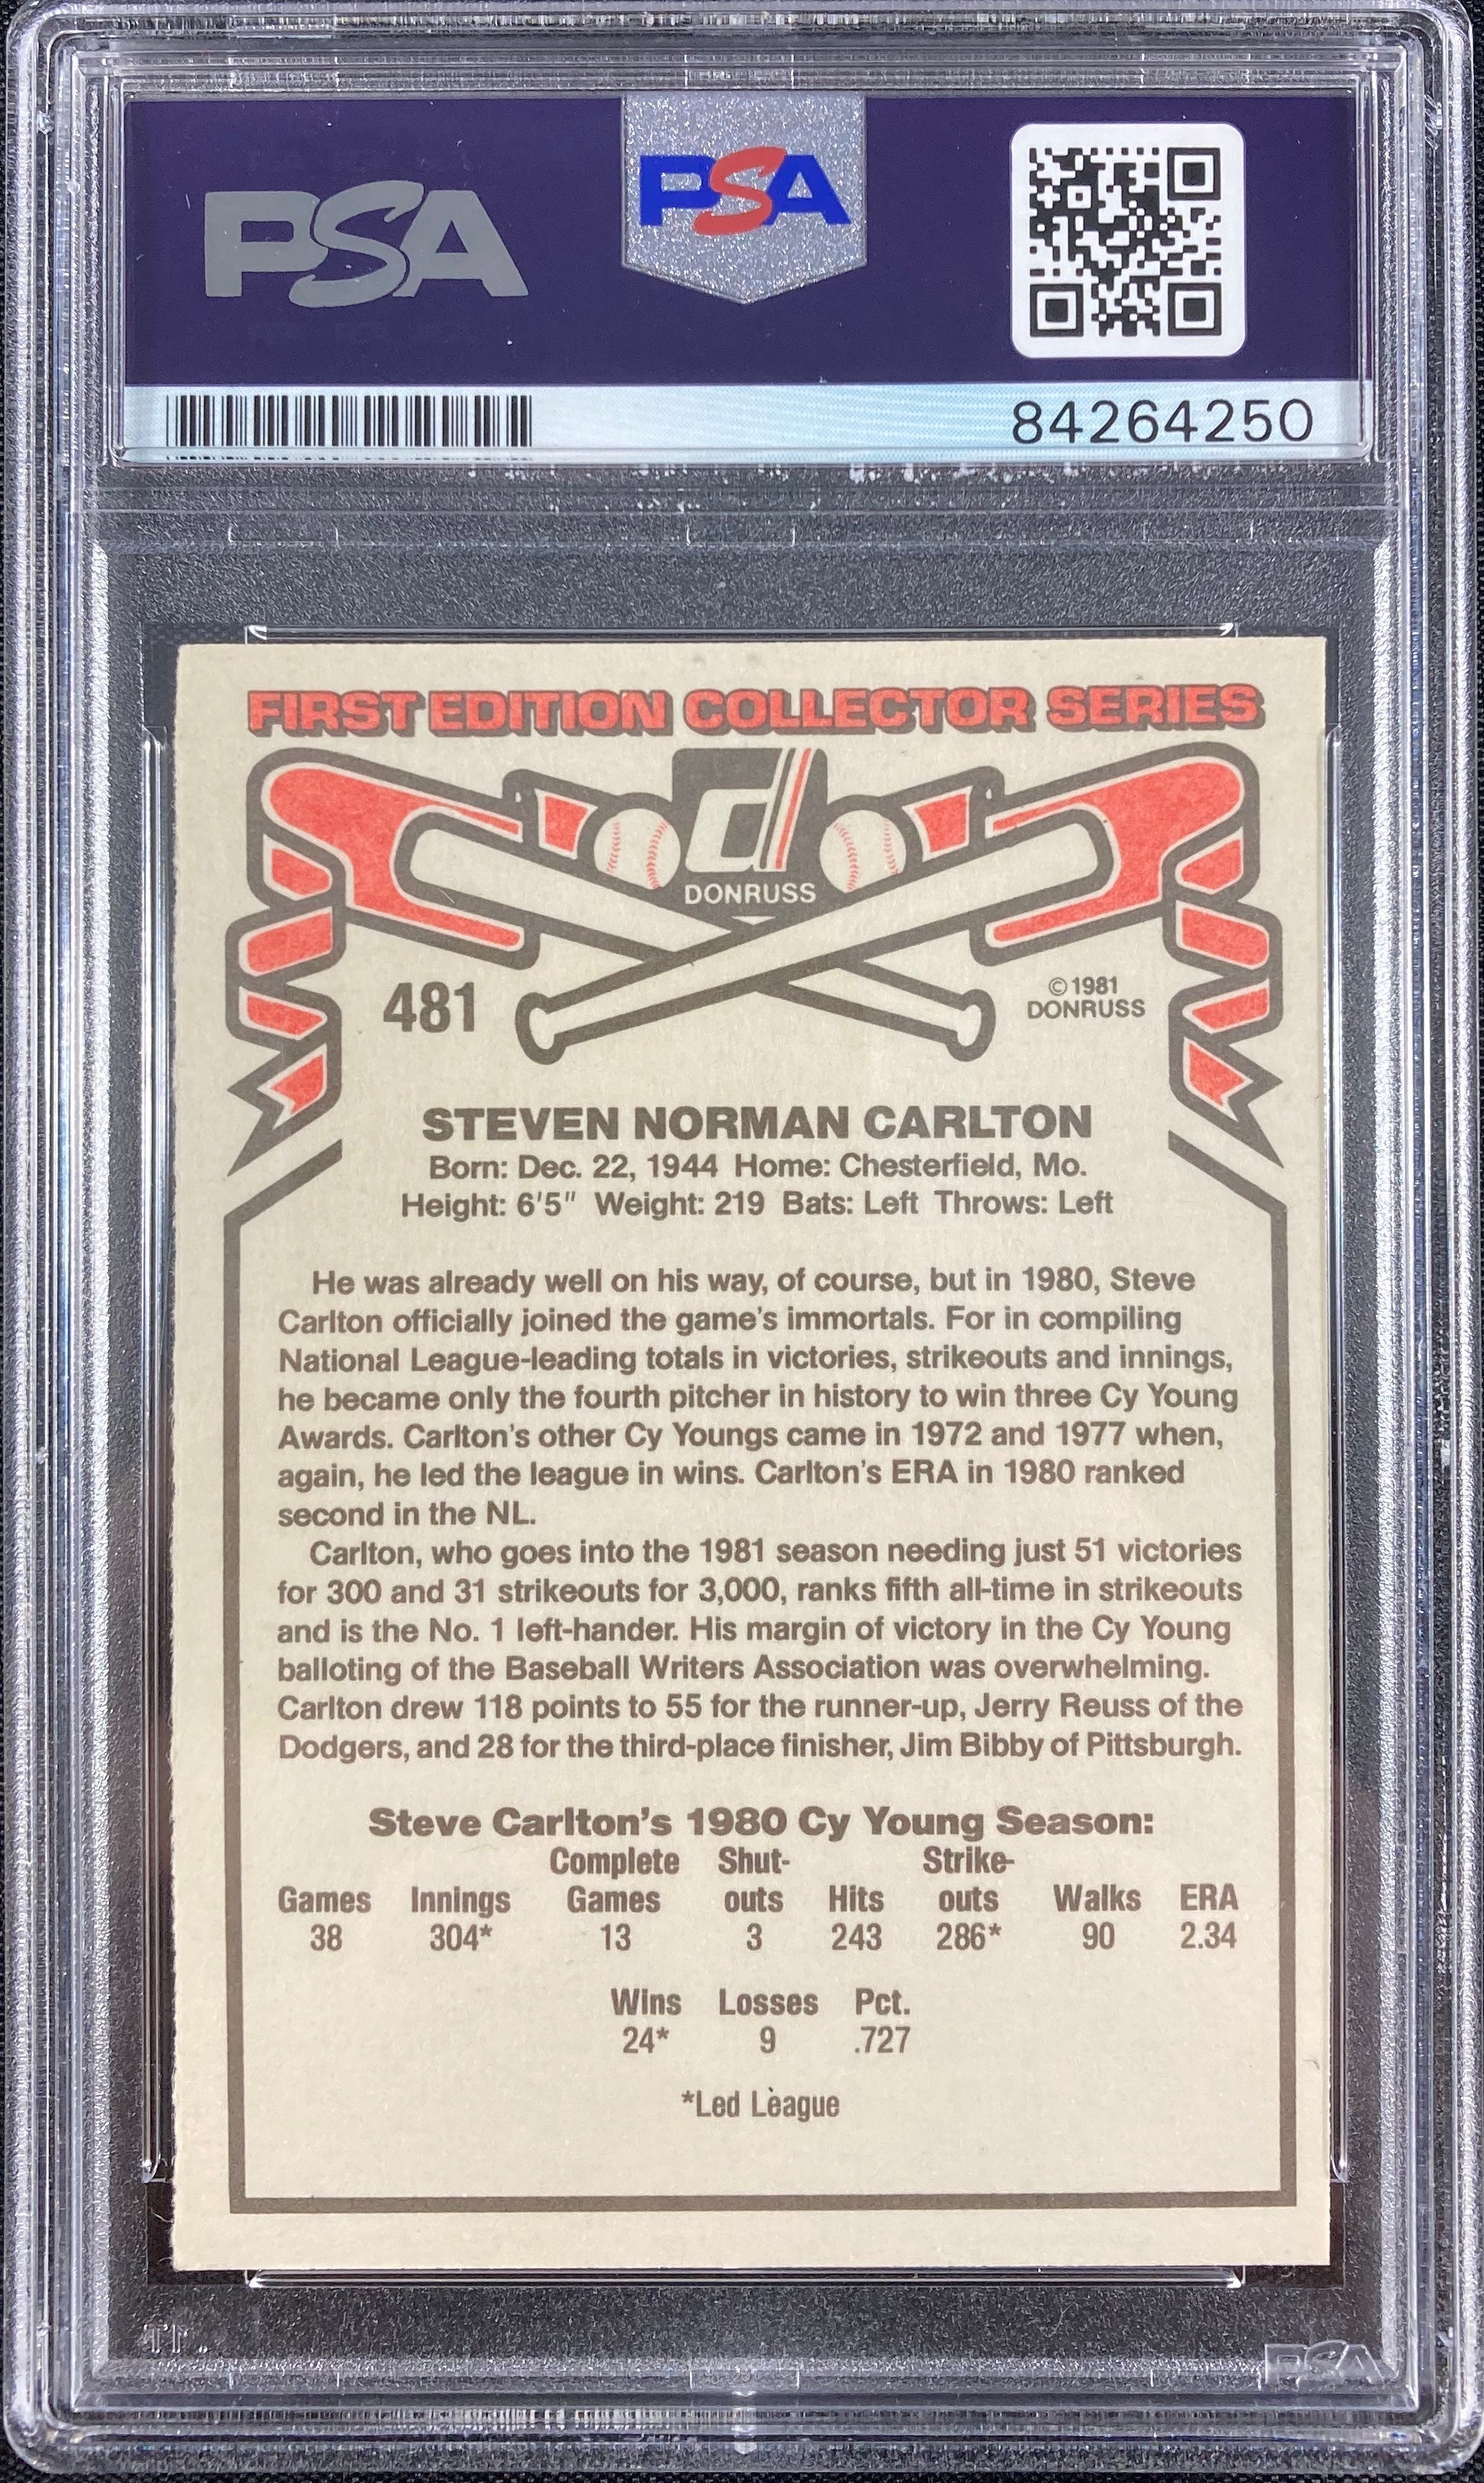 PSA
PSA
84264250
FIRST EDITION COLLECTOR SERIES
d
DONRUSS
481
©1981
DONRUSS
STEVEN NORMAN CARLTON
Born: Dec. 22, 1944 Home: Chesterfield, Mo.
Height: 6'5" Weight: 219 Bats: Left Throws: Left
He was already well on his way, of course, but in 1980, Steve
Carlton officially joined the game's immortals. For in compiling
National League-leading totals in victories, strikeouts and innings,
he became only the fourth pitcher in history to win three Cy Young
Awards. Carlton's other Cy Youngs came in 1972 and 1977 when,
again, he led the league in wins. Carlton's ERA in 1980 ranked
second in the NL.
Carlton, who goes into the 1981 season needing just 51 victories
for 300 and 31 strikeouts for 3,000, ranks fifth all-time in strikeouts
and is the No. 1 left-hander. His margin of victory in the Cy Young
balloting of the Baseball Writers Association was overwhelming.
Carlton drew 118 points to 55 for the runner-up, Jerry Reuss of the
Dodgers, and 28 for the third-place finisher, Jim Bibby of Pittsburgh.
Steve Carlton's 1980 Cy Young Season:
Complete Shut- Strike-
Games Innings Games outs Hits outs Walks ERA
38 304* 13 3 243 286* 90 2.34
Wins Losses Pct.
24* 9 .727
*Led League
PSA